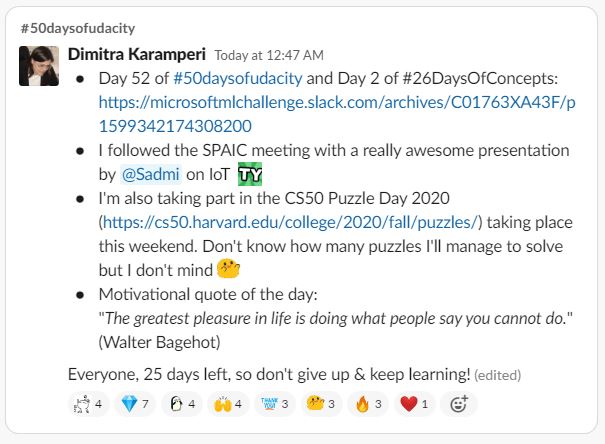 #50daysofudacity
Dimitra Karamperi Today at 12:47 AM
• Day 52 of #50daysofudacity and Day 2 of #26DaysOfConcepts:
https://microsoftmlchallenge.slack.com/archives/C01763XA43F/p
1599342174308200
• I followed the SPAIC meeting with a really awesome presentation
by @Sadmi on IoT TY
• I'm also taking part in the CS50 Puzzle Day 2020
(https://cs50.harvard.edu/college/2020/fall/puzzles/) taking place
this weekend. Don't know how many puzzles I'll manage to solve
but I don't mind
• Motivational quote of the day:
"The greatest pleasure in life is doing what people say you cannot do."
(Walter Bagehot)
Everyone, 25 days left, so don't give up & keep learning! (edited)
4 7 4 4 THANK YOU! 3 3 3 1